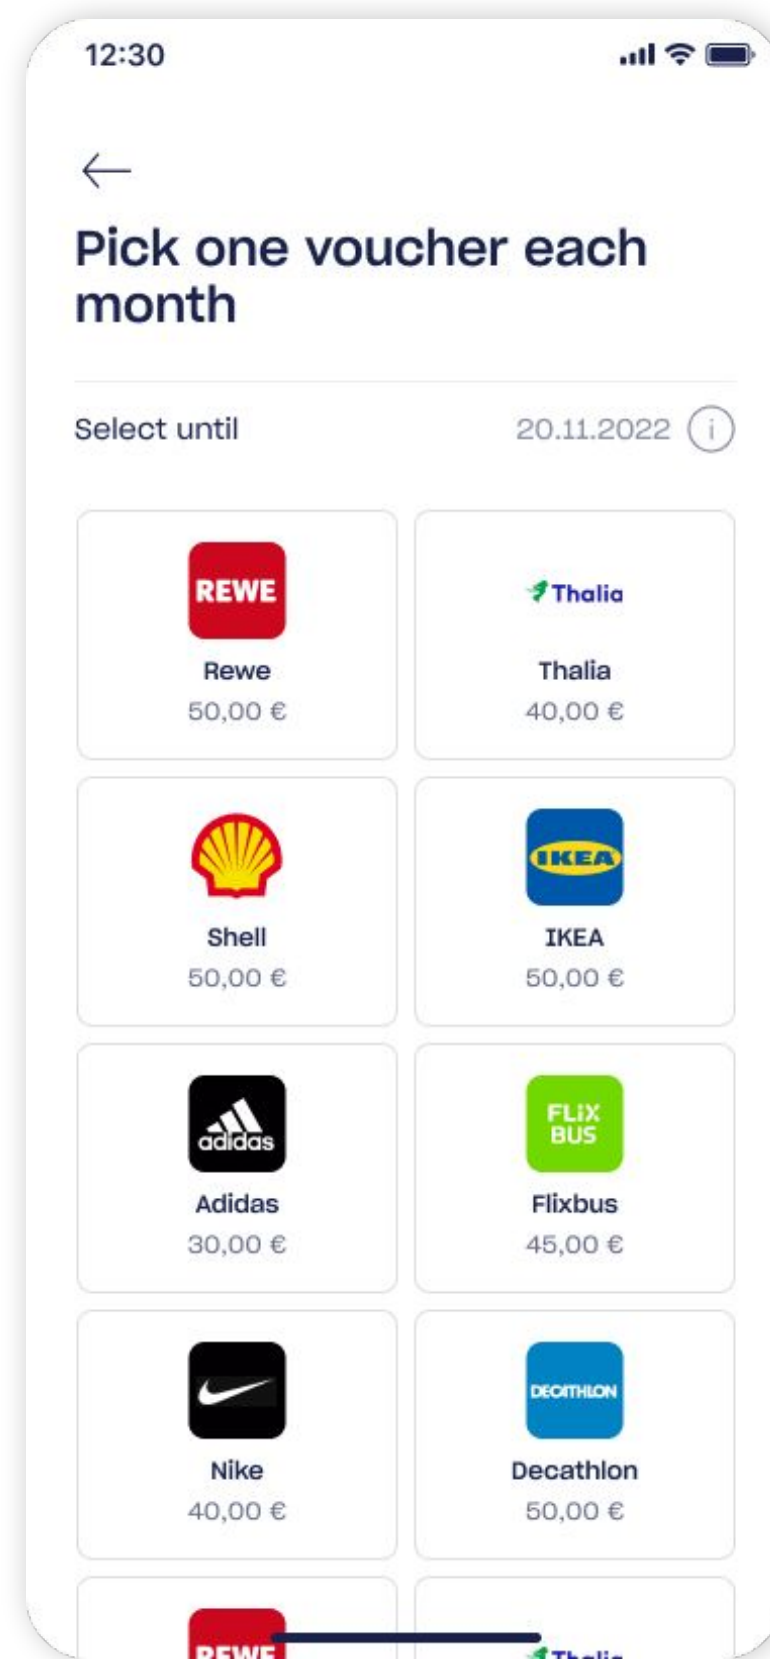 12:30
Pick one voucher each
month
Select until 20.11.2022 i
REWE Thalia
Rewe Thalia
50,00 € 40,00 €
IKEA
Shell IKEA
50,00 € 50,00 €
adidas FLiX
BUS
Adidas Flixbus
30,00 € 45,00 €
DECATHLON
Nike Decathlon
40,00 € 50,00 €
REWE Thalia